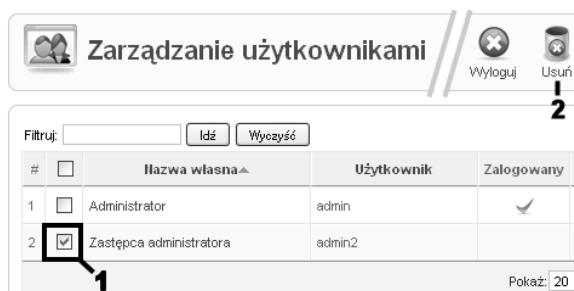 Zarządzanie użytkownikami
Wyloguj Usuń
2
Filtruj: Idź Wyczyść
# Nazwa własna Użytkownik Zalogowany
1 Administrator admin
2 Zastępca administratora admin2
1
Pokaż: 20